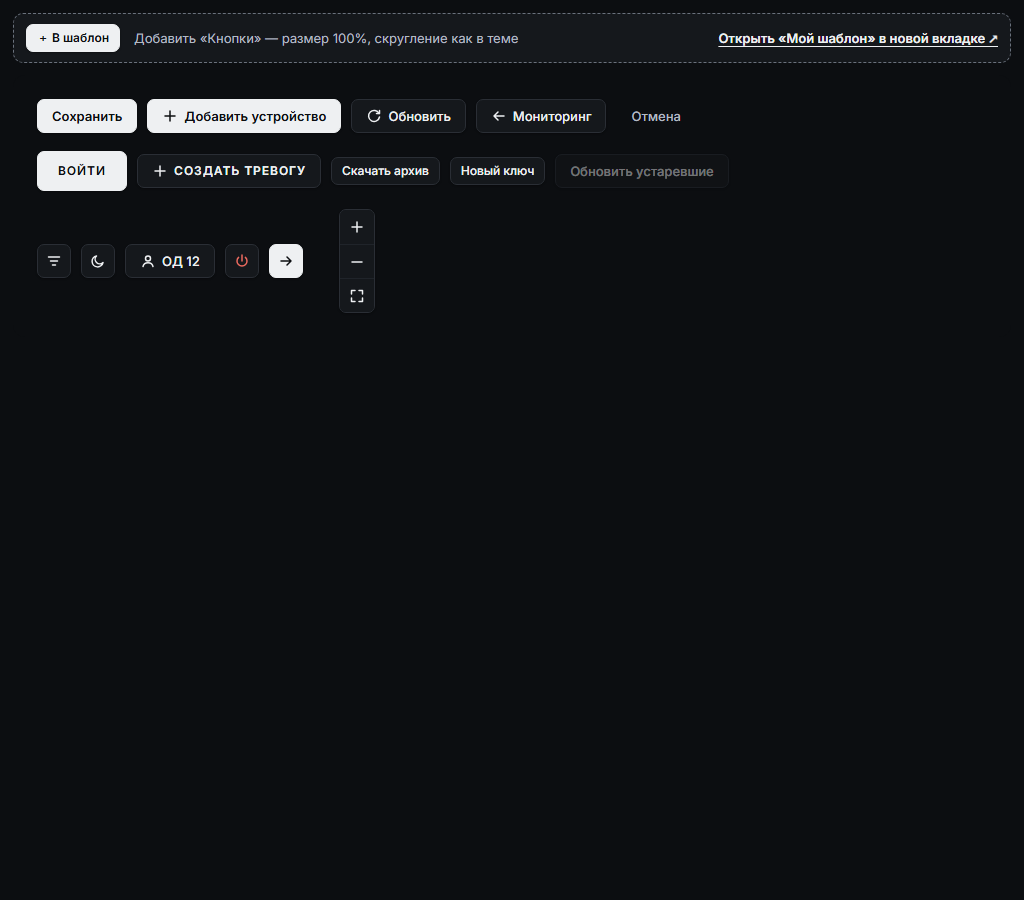 + В шаблон Добавить «Кнопки» — размер 100%, скругление как в теме Открыть «Мой шаблон» в новой вкладке ↗
Сохранить + Добавить устройство Обновить ← Мониторинг Отмена
ВОЙТИ + СОЗДАТЬ ТРЕВОГУ Скачать архив Новый ключ Обновить устаревшие
ОД 12